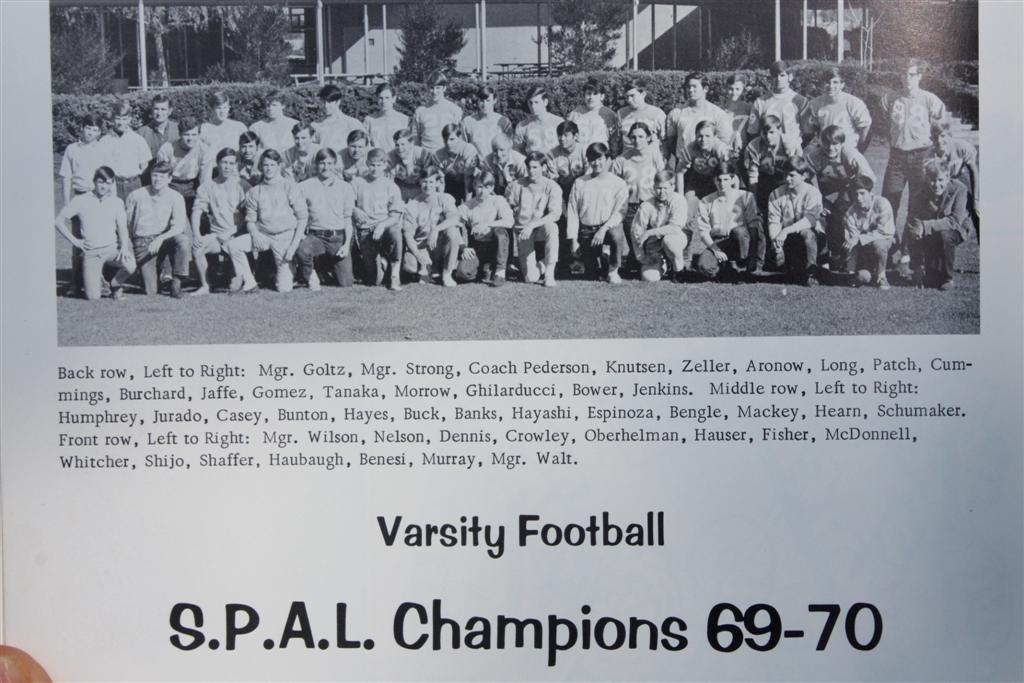 Back row, Left to Right: Mgr. Goltz, Mgr. Strong, Coach Pederson, Knutsen, Zeller, Aronow, Long, Patch, Cum-
mings, Burchard, Jaffe, Gomez, Tanaka, Morrow, Ghilarducci, Bower, Jenkins. Middle row, Left to Right:
Humphrey, Jurado, Casey, Bunton, Hayes, Buck, Banks, Hayashi, Espinoza, Bengle, Mackey, Hearn, Schumaker.
Front row, Left to Right: Mgr. Wilson, Nelson, Dennis, Crowley, Oberhelman, Hauser, Fisher, McDonnell,
Whitcher, Shijo, Shaffer, Haubaugh, Benesi, Murray, Mgr. Walt.
Varsity Football
S.P.A.L. Champions 69-70